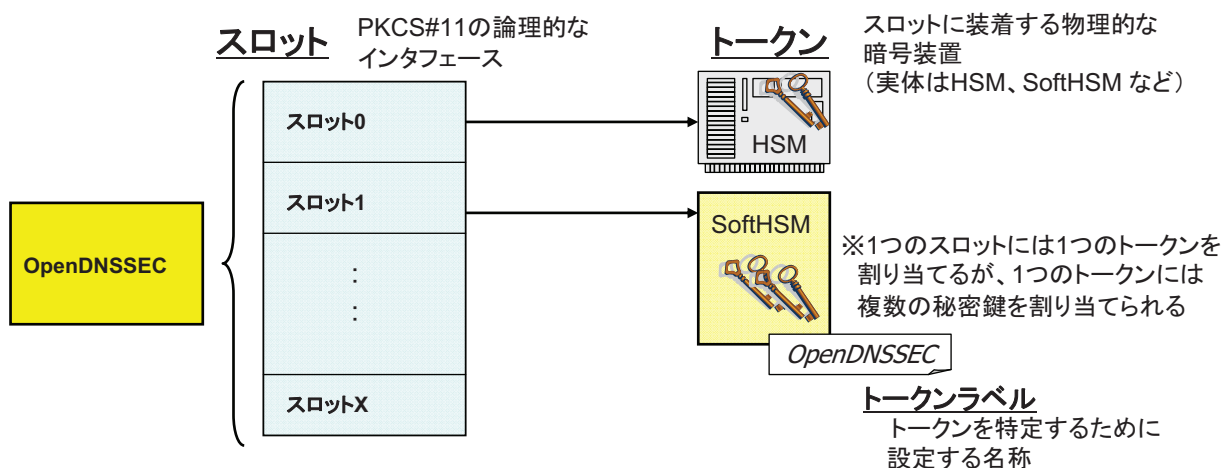 スロット
PKCS#11の論理的な
インタフェース
トークン
スロットに装着する物理的な
暗号装置
(実体はHSM、SoftHSM など)
OpenDNSSEC
スロット0
スロット1
:
:
スロットX
HSM
SoftHSM
※1つのスロットには1つのトークンを
割り当てるが、1つのトークンには
複数の秘密鍵を割り当てられる
OpenDNSSEC
トークンラベル
トークンを特定するために
設定する名称